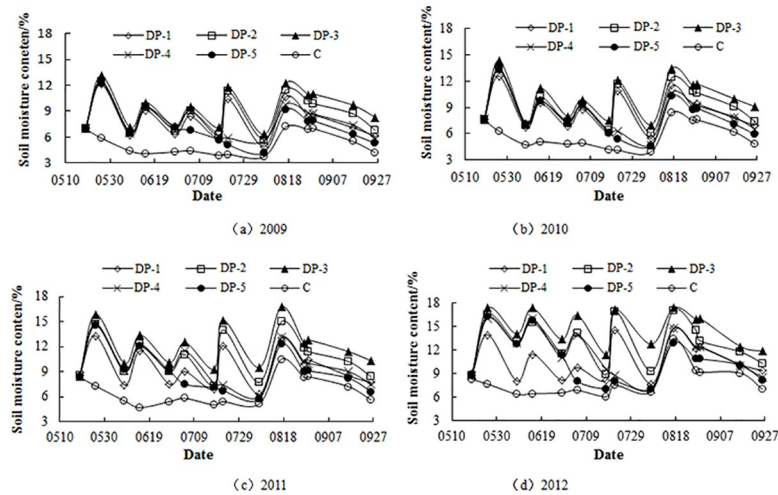 DP-1 DP-2 DP-3
DP-4 DP-5 C
Soil moisture concten/%
18
15
12
9
6
3
0510 0530 0619 0709 0729 0818 0907 0927
Date
(a) 2009
DP-1 DP-2 DP-3
DP-4 DP-5 C
Soil moisture content/%
18
15
12
9
6
3
0510 0530 0619 0709 0729 0818 0907 0927
Date
(b) 2010
DP-1 DP-2 DP-3
DP-4 DP-5 C
Soil moisture content/%
18
15
12
9
6
3
0510 0530 0619 0709 0729 0818 0907 0927
Date
(c) 2011
DP-1 DP-2 DP-3
DP-4 DP-5 C
Soil moisture content/%
18
15
12
9
6
3
0510 0530 0619 0709 0729 0818 0907 0927
Date
(d) 2012